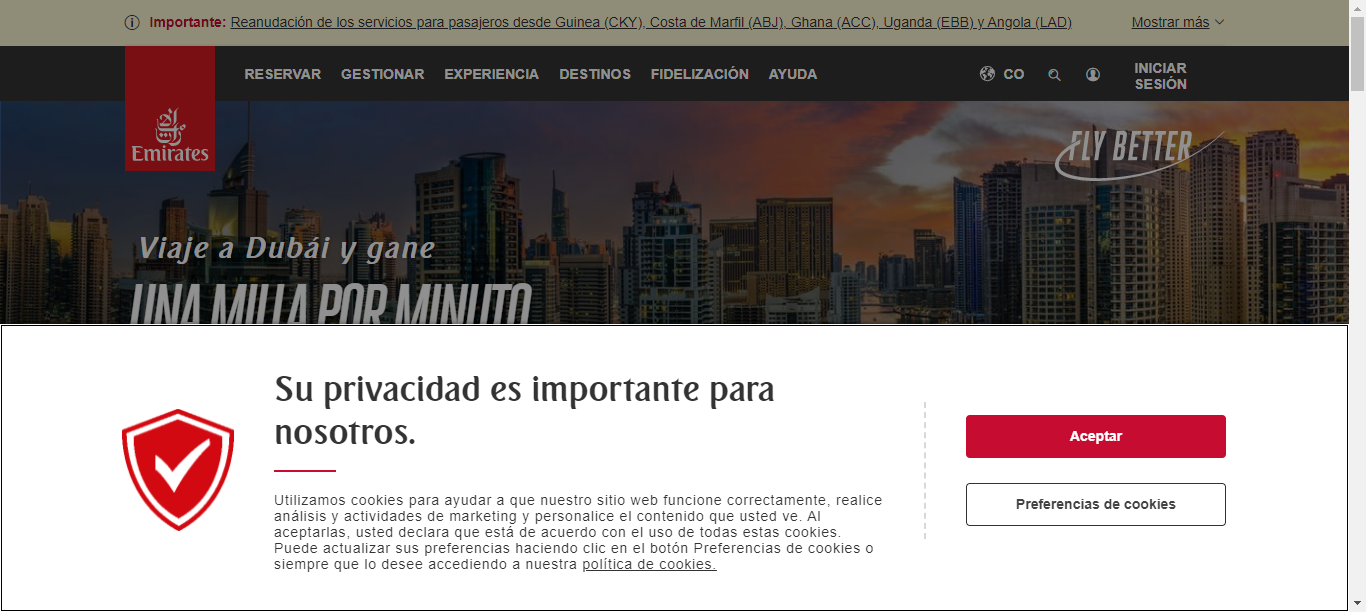 Importante: Reanudación de los servicios para pasajeros desde Guinea (CKY), Costa de Marfil (ABJ), Ghana (ACC), Uganda (EBB) y Angola (LAD) Mostrar más
RESERVAR GESTIONAR EXPERIENCIA DESTINOS FIDELIZACIÓN AYUDA CO INICIAR
SESIÓN
Emirates
FLY BETTER
Viaje a Dubái y gane
UNA MILLA POR MINUTO
Su privacidad es importante para
nosotros.
Utilizamos cookies para ayudar a que nuestro sitio web funcione correctamente, realice
análisis y actividades de marketing y personalice el contenido que usted ve. Al
aceptarlas, usted declara que está de acuerdo con el uso de todas estas cookies.
Puede actualizar sus preferencias haciendo clic en el botón Preferencias de cookies o
siempre que lo desee accediendo a nuestra política de cookies.
Aceptar
Preferencias de cookies